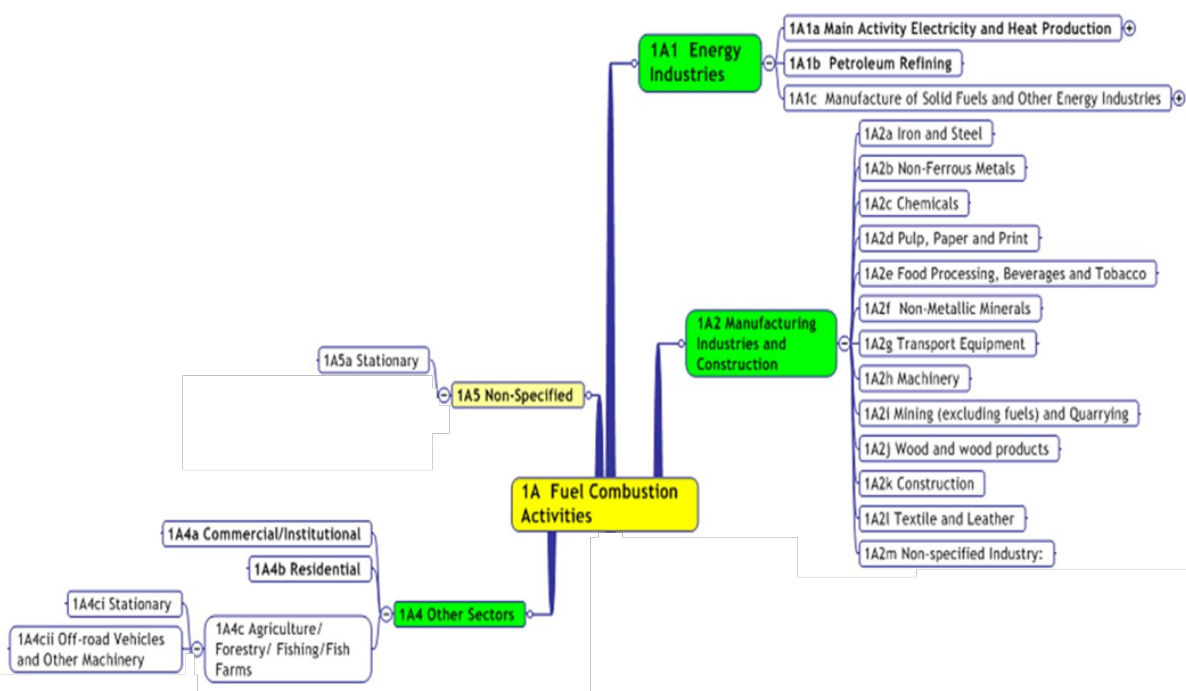 1A1a Main Activity Electricity and Heat Production
1A1 Energy
Industries
1A1b Petroleum Refining
1A1c Manufacture of Solid Fuels and Other Energy Industries
1A2a Iron and Steel
1A2b Non-Ferrous Metals
1A2c Chemicals
1A2d Pulp, Paper and Print
1A2e Food Processing, Beverages and Tobacco
1A2f Non-Metallic Minerals
1A2 Manufacturing
Industries and
Construction
1A2g Transport Equipment
1A2h Machinery
1A2i Mining (excluding fuels) and Quarrying
1A2j Wood and wood products
1A2k Construction
1A2l Textile and Leather
1A2m Non-specified Industry:
1A5a Stationary
1A5 Non-Specified
1A Fuel Combustion
Activities
1A4a Commercial/Institutional
1A4b Residential
1A4 Other Sectors
1A4ci Stationary
1A4cii Off-road Vehicles
and Other Machinery
1A4c Agriculture/
Forestry/ Fishing/Fish
Farms